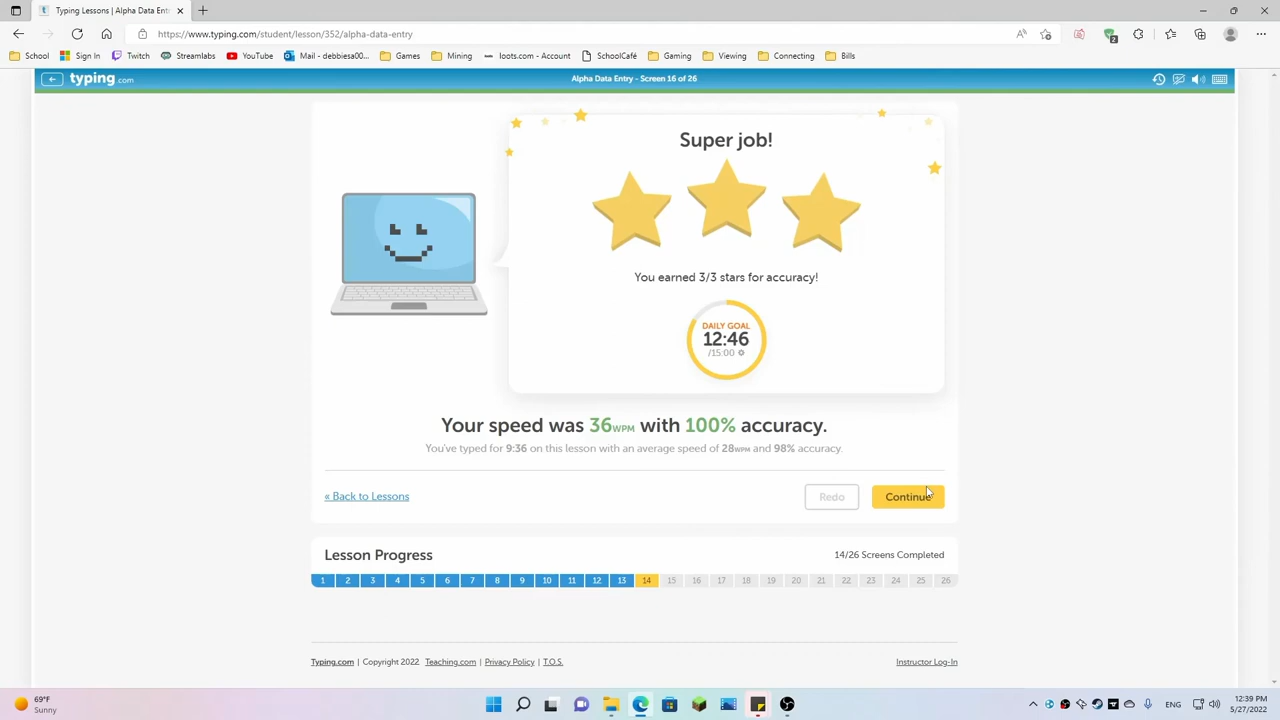 Typing Lessons | Alpha Data Entr
https://www.typing.com/student/lesson/352/alpha-data-entry
School
Sign In
Twitch
Streamlabs
YouTube
Mail - debbiesa00...
Games
Mining
loots.com - Account
SchoolCafé
Gaming
Viewing
Connecting
Bills
2
typing.com
Alpha Data Entry - Screen 16 of 26
Super job!
You earned 3/3 stars for accuracy!
DAILY GOAL
12:46
/15:00
Your speed was 36WPM with 100% accuracy.
You've typed for 9:36 on this lesson with an average speed of 28WPM and 98% accuracy.
« Back to Lessons
Redo
Continue
Lesson Progress
14/26 Screens Completed
1 2 3 4 5 6 7 8 9 10 11 12 13 14 15 16 17 18 19 20 21 22 23 24 25 26
Typing.com | Copyright 2022 Teaching.com | Privacy Policy | T.O.S.
Instructor Log-In
69°F
Sunny
ENG
12:39 PM
5/27/2022